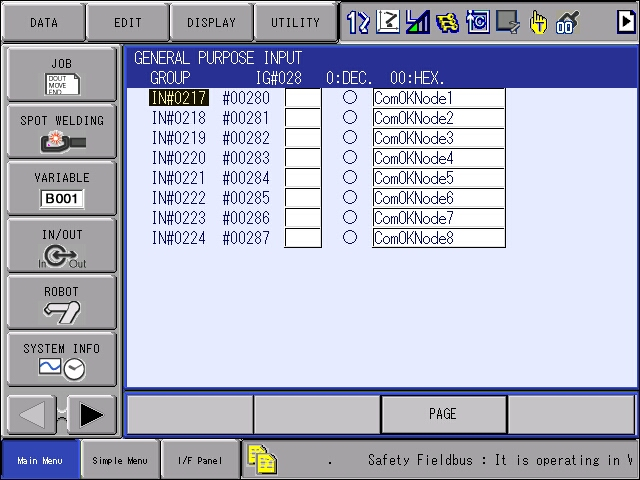 DATA EDIT DISPLAY UTILITY
JOB
DOUT
MOVE
END
SPOT WELDING
VARIABLE
B001
IN/OUT
In Out
ROBOT
SYSTEM INFO
GENERAL PURPOSE INPUT
GROUP IG#028 0:DEC. 00:HEX.
IN#0217 #00280 ComOKNode1
IN#0218 #00281 ComOKNode2
IN#0219 #00282 ComOKNode3
IN#0220 #00283 ComOKNode4
IN#0221 #00284 ComOKNode5
IN#0222 #00285 ComOKNode6
IN#0223 #00286 ComOKNode7
IN#0224 #00287 ComOKNode8
PAGE
Main Menu Simple Menu I/F Panel . Safety Fieldbus : It is operating in